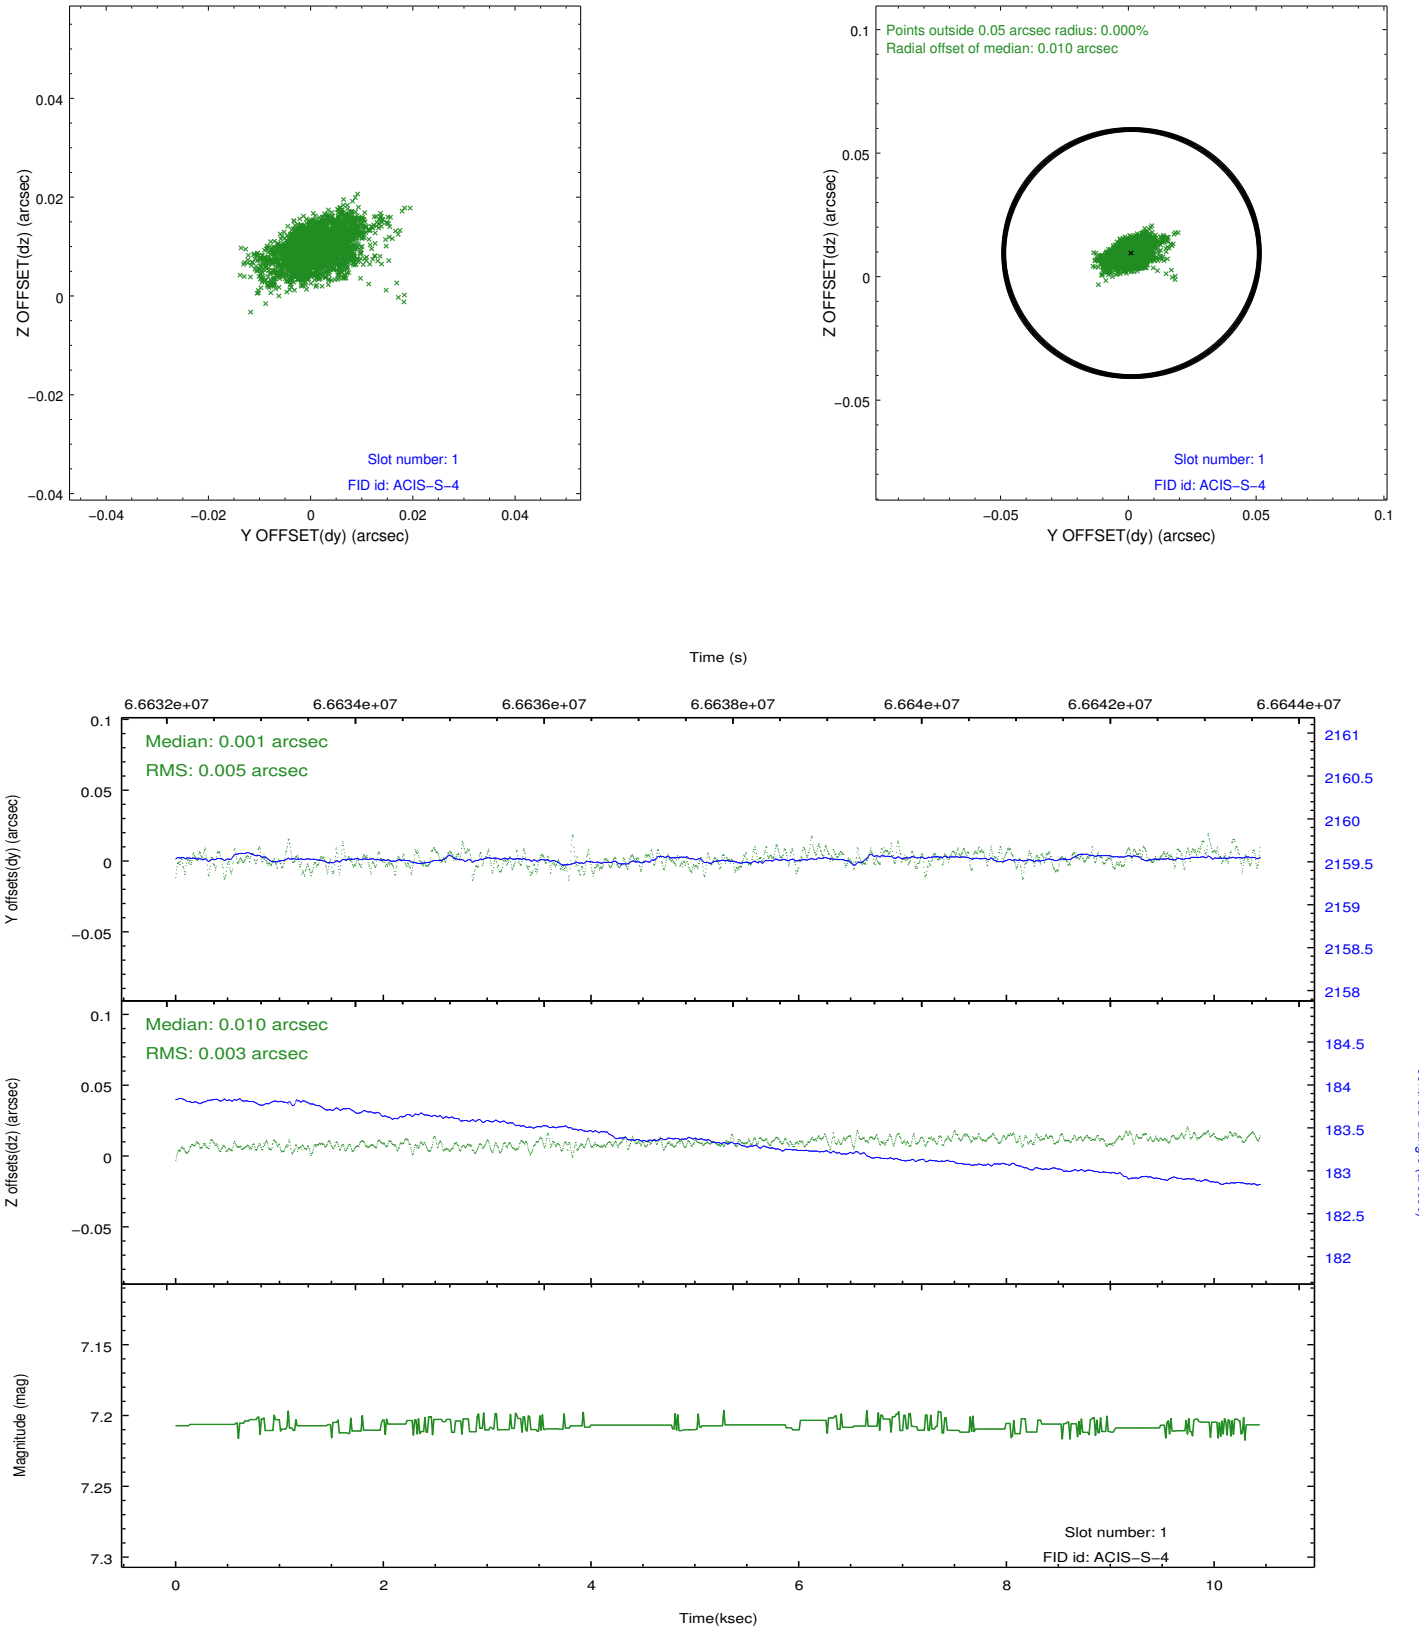 0.04
0.02
0
−0.02
−0.04
Z OFFSET(dz) (arcsec)
Slot number: 1
FID id: ACIS−S−4
−0.04
−0.02
0
0.02
0.04
Y OFFSET(dy) (arcsec)
Points outside 0.05 arcsec radius: 0.000%
Radial offset of median: 0.010 arcsec
0.1
0.05
0
−0.05
Z OFFSET(dz) (arcsec)
Slot number: 1
FID id: ACIS−S−4
−0.05
0
0.05
0.1
Y OFFSET(dy) (arcsec)
Time (s)
6.6632e+07
6.6634e+07
6.6636e+07
6.6638e+07
6.664e+07
6.6642e+07
6.6644e+07
Median: 0.001 arcsec
RMS: 0.005 arcsec
0.1
0.05
0
−0.05
Y offsets(dy) (arcsec)
2161
2160.5
2160
2159.5
2159
2158.5
2158
Median: 0.010 arcsec
RMS: 0.003 arcsec
0.1
0.05
0
−0.05
Z offsets(dz) (arcsec)
184.5
184
183.5
183
182.5
182
7.15
7.2
7.25
7.3
Magnitude (mag)
Slot number: 1
FID id: ACIS−S−4
0
2
4
6
8
10
Time(ksec)